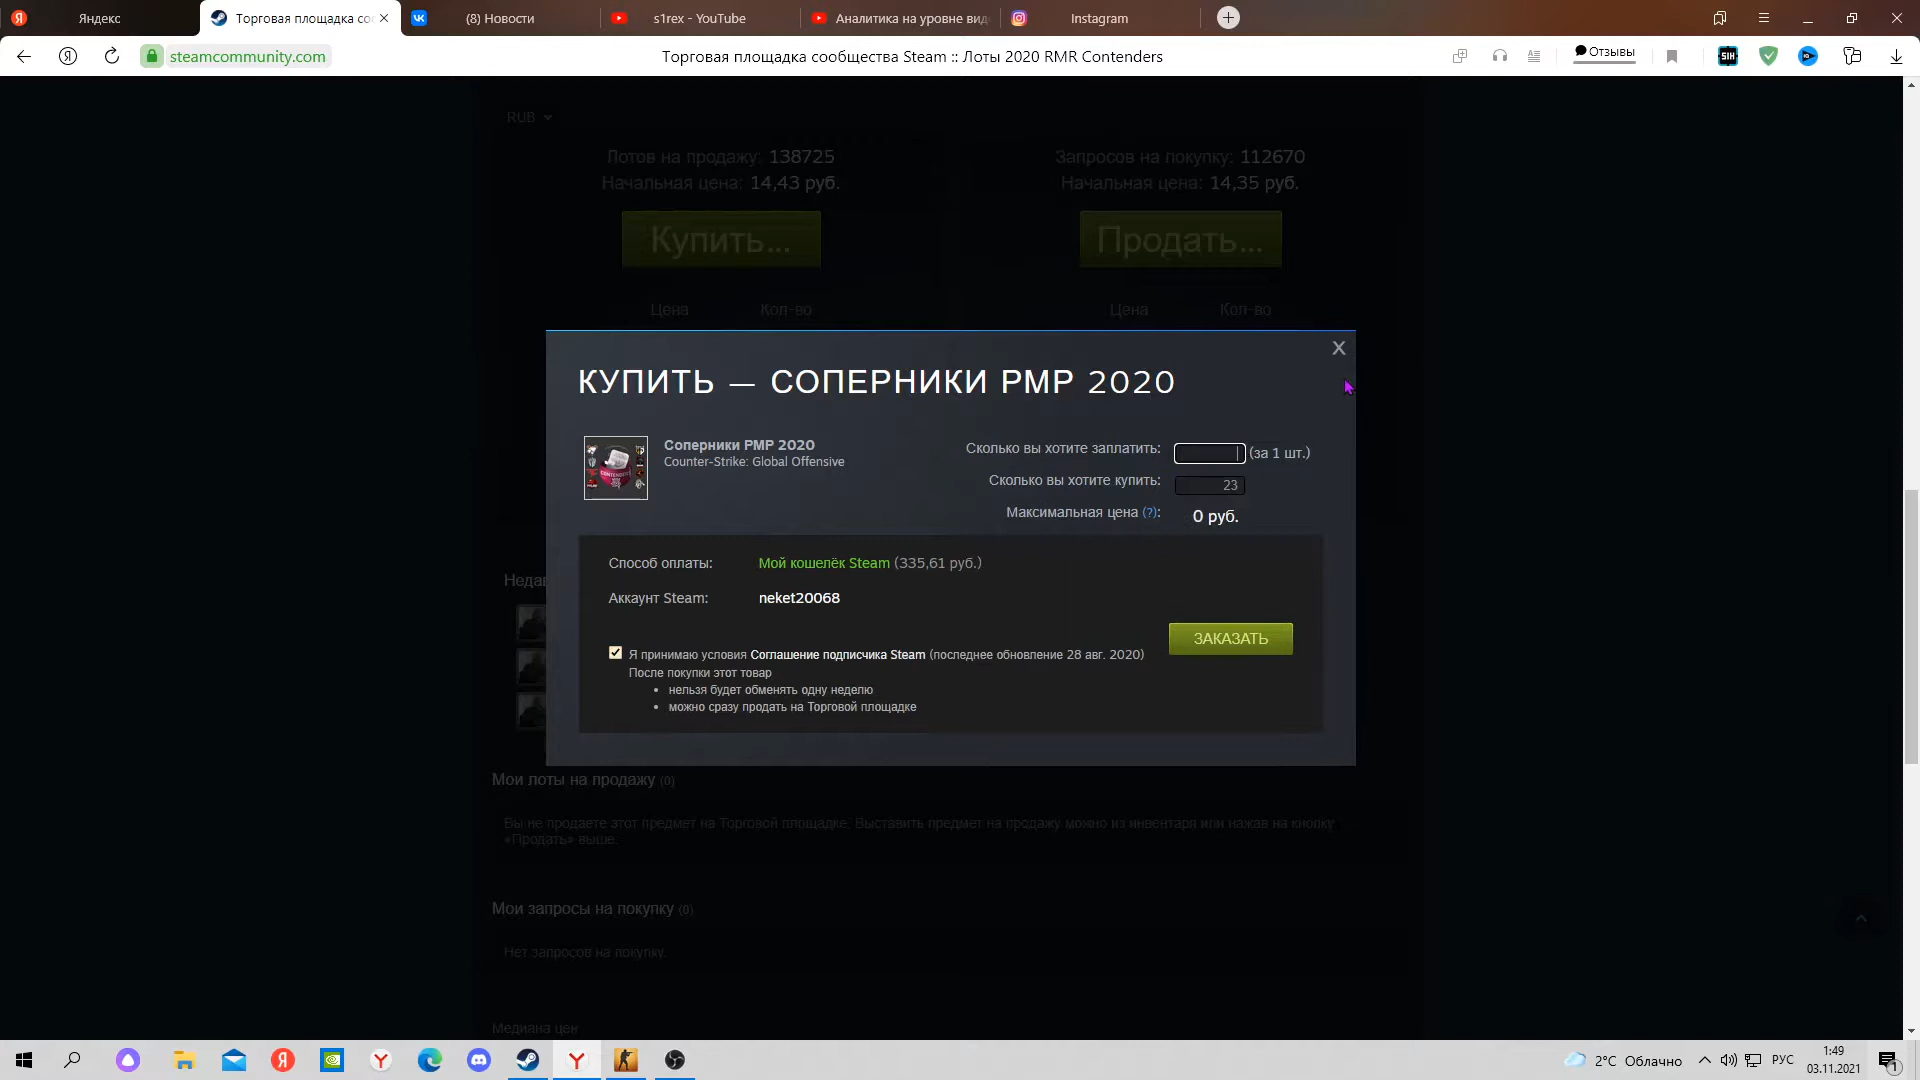 Яндекс
Торговая площадка соо
(8) Новости
s1rex - YouTube
Аналитика на уровне вид
Instagram
steamcommunity.com
Торговая площадка сообщества Steam :: Лоты 2020 RMR Contenders
Отзывы
RUB
Лотов на продажу: 138725
Начальная цена: 14,43 руб.
Запросов на покупку: 112670
Начальная цена: 14,35 руб.
Купить...
Продать...
Цена Кол-во
Цена Кол-во
X
КУПИТЬ — СОПЕРНИКИ РМР 2020
Соперники РМР 2020
Counter-Strike: Global Offensive
Сколько вы хотите заплатить: (за 1 шт.)
Сколько вы хотите купить: 23
Максимальная цена (?): 0 руб.
Способ оплаты: Мой кошелёк Steam (335,61 руб.)
Аккаунт Steam: neket20068
ЗАКАЗАТЬ
Я принимаю условия Соглашение подписчика Steam (последнее обновление 28 авг. 2020)
После покупки этот товар
• нельзя будет обменять одну неделю
• можно сразу продать на Торговой площадке
Недав
Мои лоты на продажу (0)
Вы не продаете этот предмет на Торговой площадке. Выставить предмет на продажу можно из инвентаря или нажав на кнопку
«Продать» выше.
Мои запросы на покупку (0)
Нет запросов на покупку.
Медиана цен
2°C Облачно
РУС
1:49
03.11.2021
1